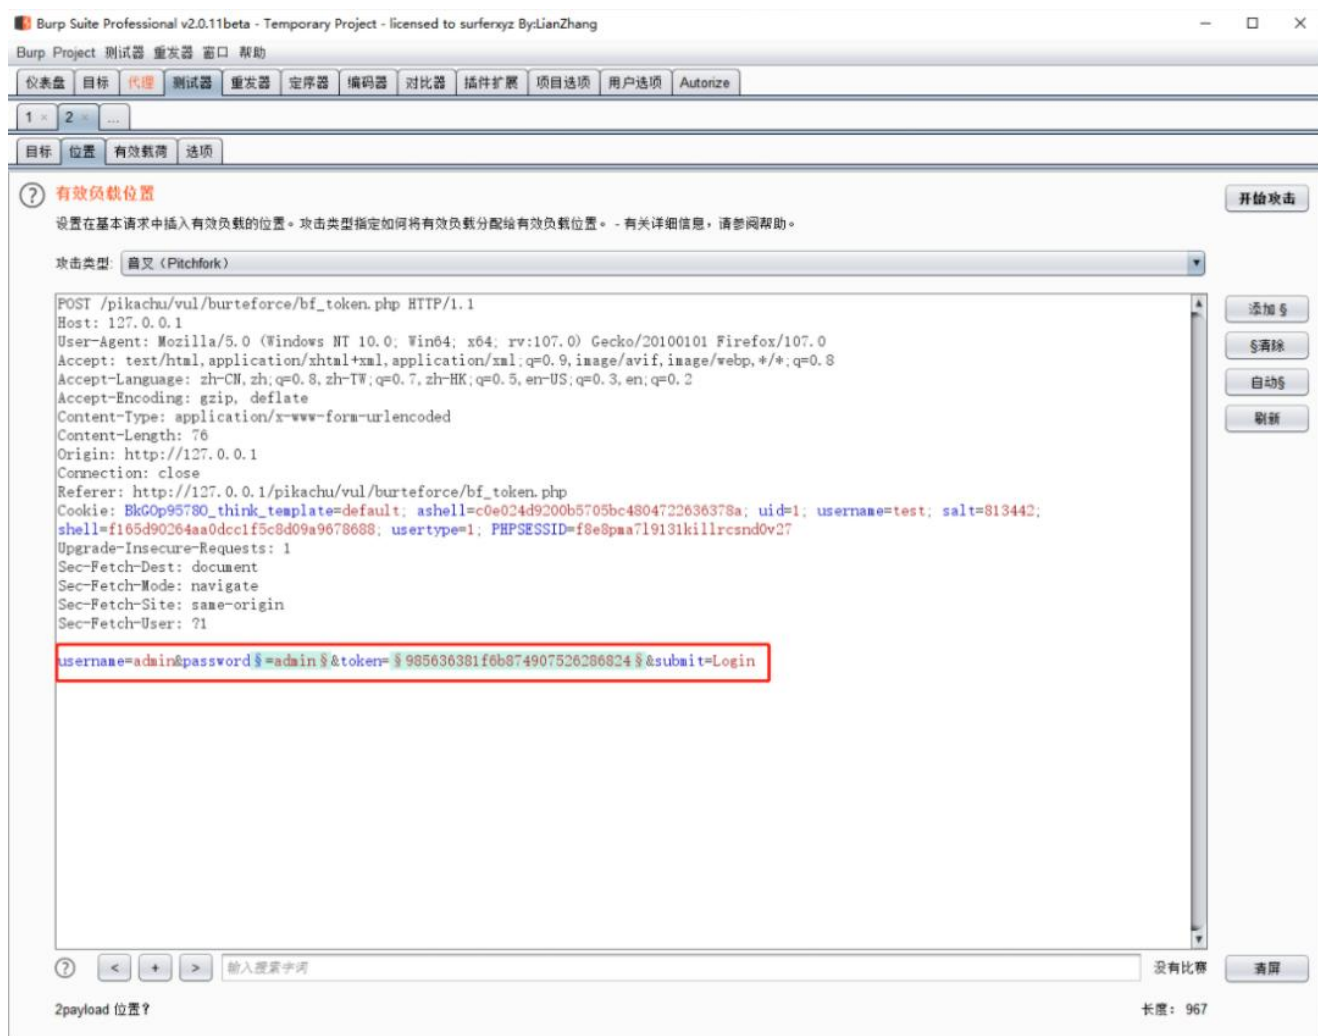 Burp Suite Professional v2.0.11beta - Temporary Project - licensed to surferxyz By:LianZhang
Burp Project 测试器 重发器 窗口 帮助
仪表盘 目标 代理 测试器 重发器 定序器 编码器 对比器 插件扩展 项目选项 用户选项 Autorize
1 × 2 × ...
目标 位置 有效载荷 选项
? 有效负载位置 开始攻击
设置在基本请求中插入有效负载的位置。攻击类型指定如何将有效负载分配给有效负载位置。 - 有关详细信息，请参阅帮助。
攻击类型: 音叉（Pitchfork）
POST /pikachu/vul/burteforce/bf_token.php HTTP/1.1
添加 §
Host: 127.0.0.1
User-Agent: Mozilla/5.0 (Windows NT 10.0; Win64; x64; rv:107.0) Gecko/20100101 Firefox/107.0
§清除
Accept: text/html,application/xhtml+xml,application/xml;q=0.9,image/avif,image/webp,*/*;q=0.8
Accept-Language: zh-CN,zh;q=0.8,zh-TW;q=0.7,zh-HK;q=0.5,en-US;q=0.3,en;q=0.2
自动§
Accept-Encoding: gzip, deflate
Content-Type: application/x-www-form-urlencoded
刷新
Content-Length: 76
Origin: http://127.0.0.1
Connection: close
Referer: http://127.0.0.1/pikachu/vul/burteforce/bf_token.php
Cookie: BkGOp9578O_think_template=default; ashell=c0e024d9200b5705bc4804722636378a; uid=1; username=test; salt=813442;
shell=f165d90264aa0dcc1f5c8d09a9678688; usertype=1; PHPSESSID=f8e8pma7l9131killrcsnd0v27
Upgrade-Insecure-Requests: 1
Sec-Fetch-Dest: document
Sec-Fetch-Mode: navigate
Sec-Fetch-Site: same-origin
Sec-Fetch-User: ?1
username=admin&password§=admin§&token=§985636381f6b874907526286824§&submit=Login
? < + > 输入搜索字词 没有比赛 清屏
2payload 位置? 长度: 967